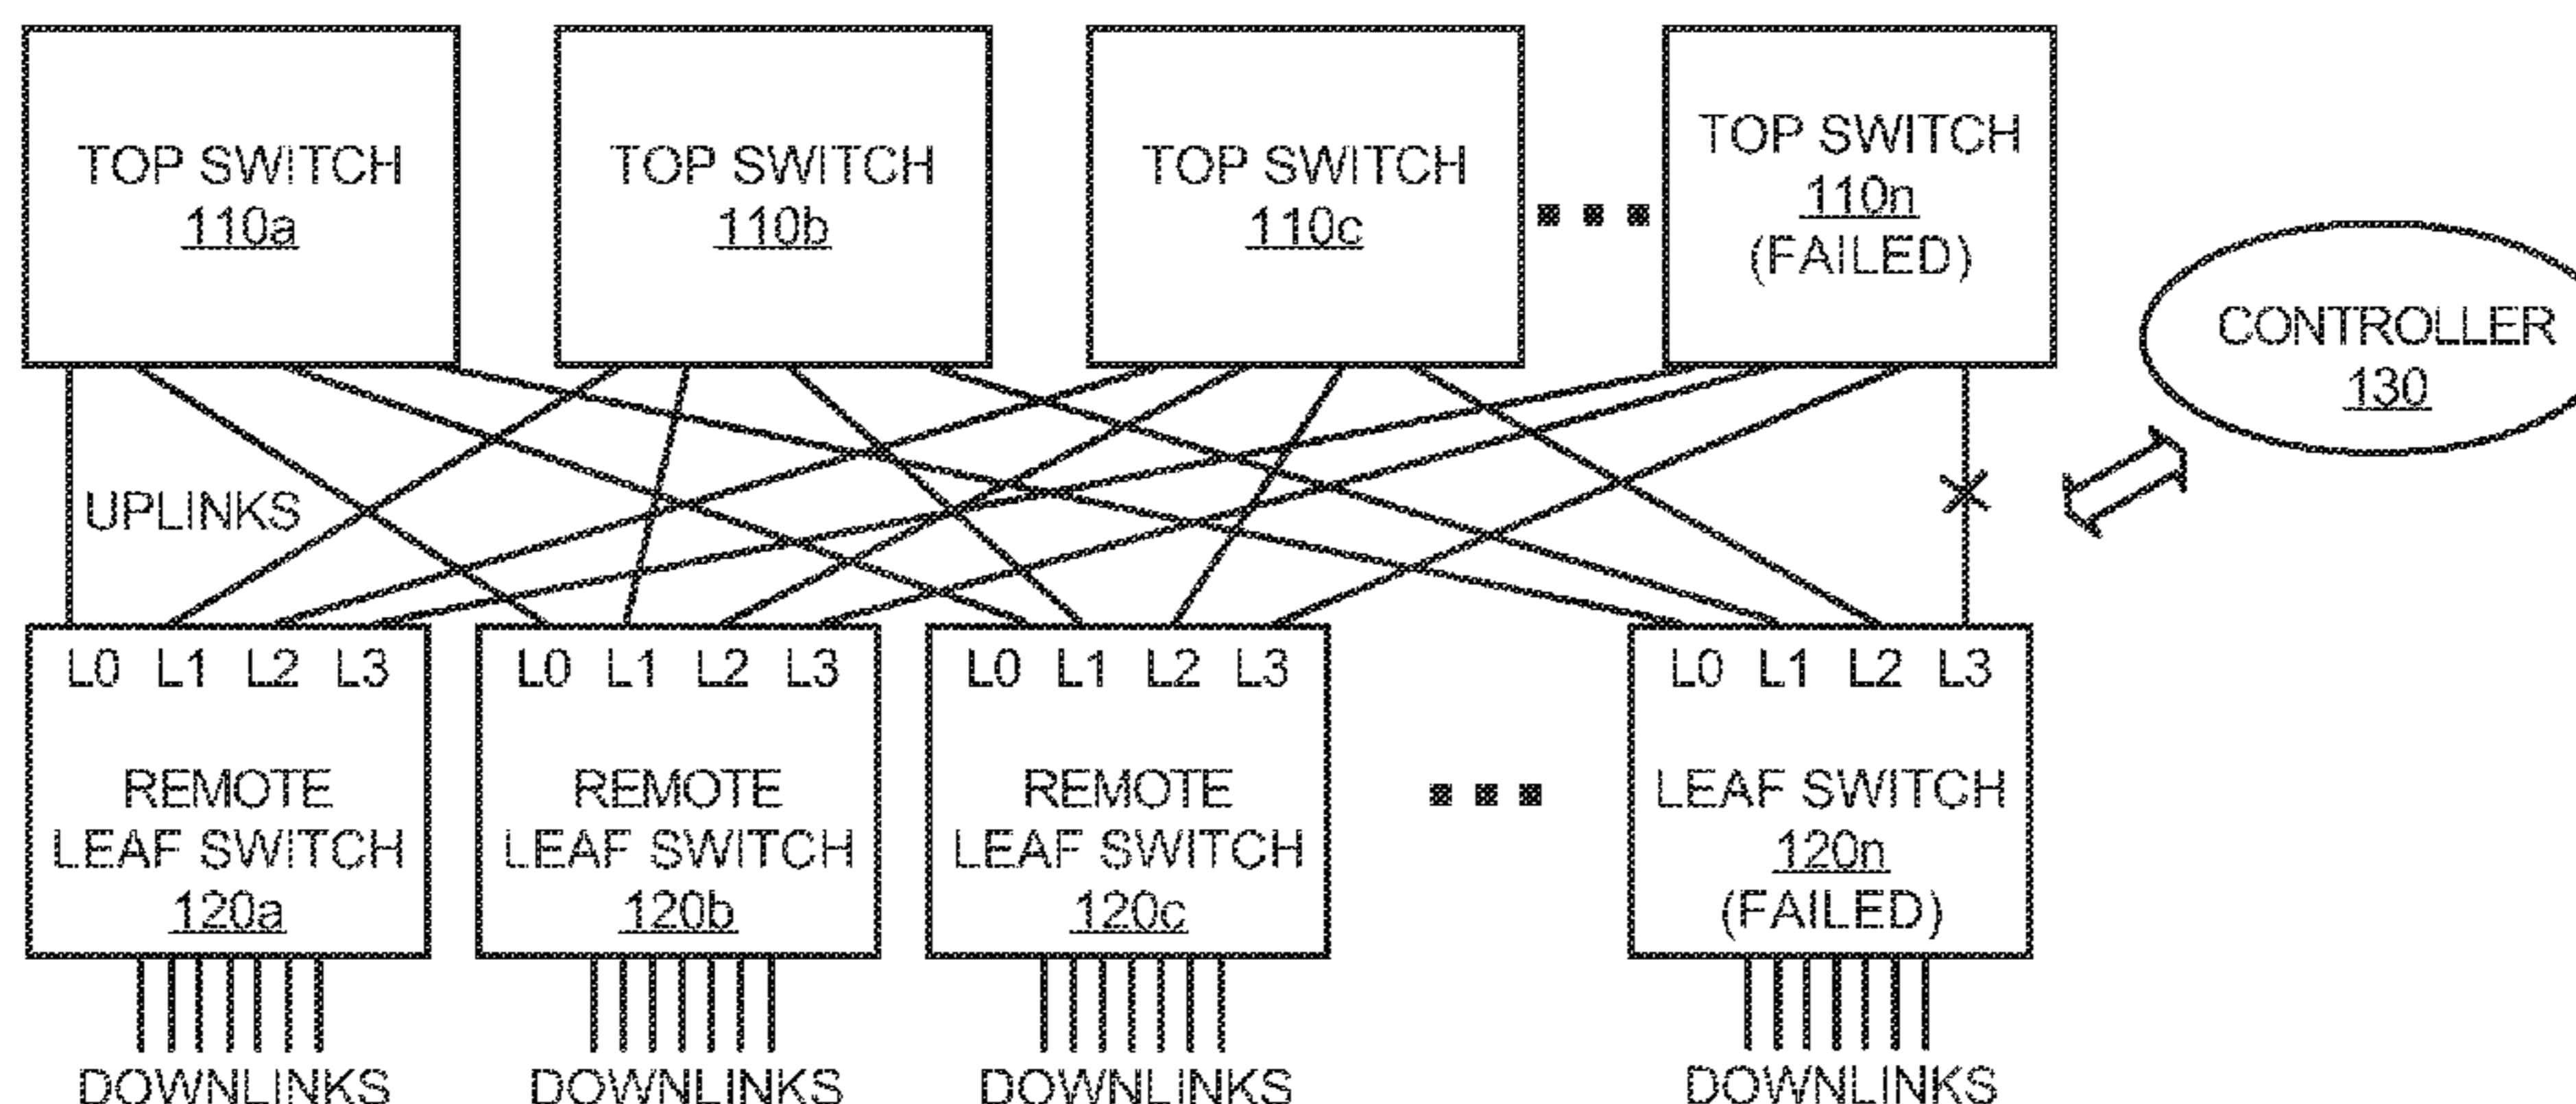 TOP SWITCH
110a
TOP SWITCH
110b
TOP SWITCH
110c
TOP SWITCH
110n
(FAILED)
CONTROLLER
130
UPLINKS
L0 L1 L2 L3
REMOTE
LEAF SWITCH
120a
L0 L1 L2 L3
REMOTE
LEAF SWITCH
120b
L0 L1 L2 L3
REMOTE
LEAF SWITCH
120c
L0 L1 L2 L3
LEAF SWITCH
120n
(FAILED)
DOWNLINKS
DOWNLINKS
DOWNLINKS
DOWNLINKS